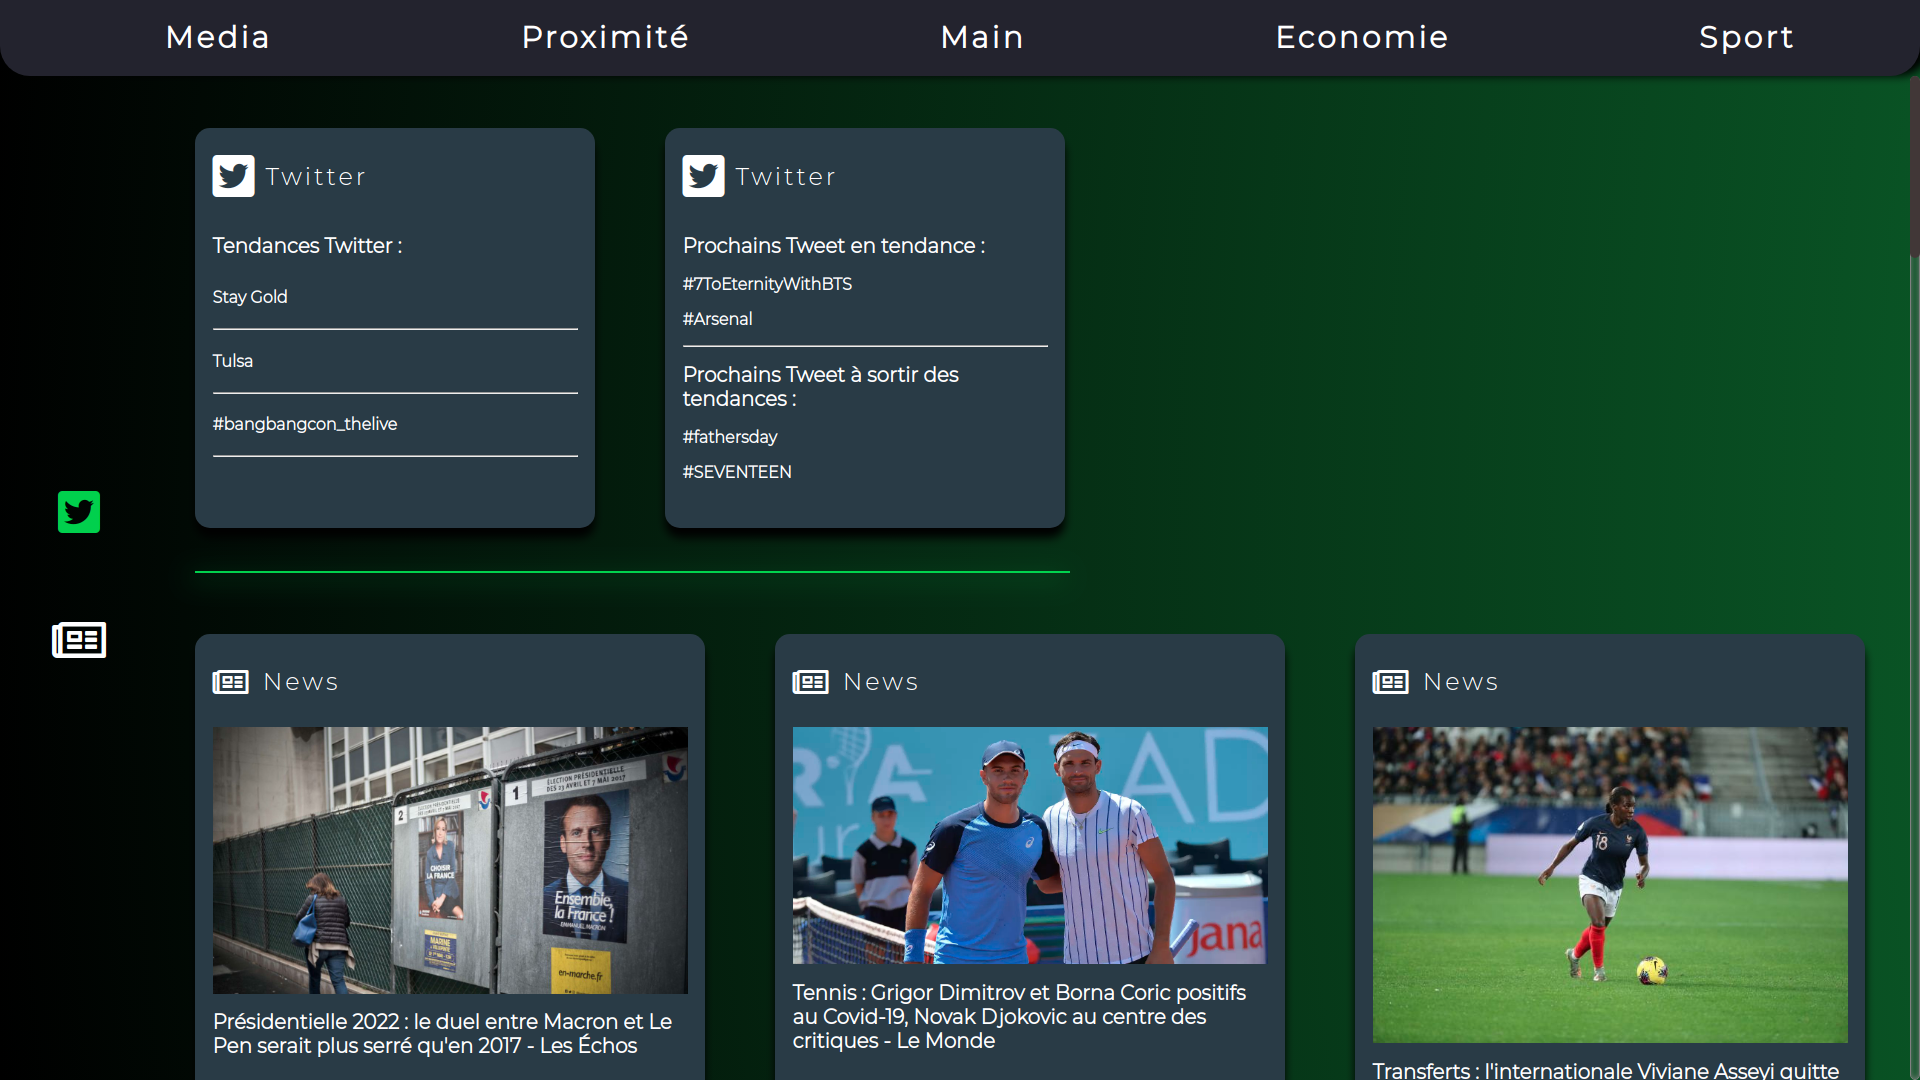 Media Proximité Main Economie Sport
Twitter
Tendances Twitter :
Stay Gold
Tulsa
#bangbangcon_thelive
Twitter
Prochains Tweet en tendance :
#7ToEternityWithBTS
#Arsenal
Prochains Tweet à sortir des
tendances :
#fathersday
#SEVENTEEN
News
ÉLECTION PRÉSIDENTIELLE
DES 23 AVRIL ET 7 MAI 2017
2
1
CHOISIR
LA FRANCE
MARINE
Ensemble,
la France !
EMMANUEL MACRON
en-marche.fr
Présidentielle 2022 : le duel entre Macron et Le
Pen serait plus serré qu'en 2017 - Les Échos
News
jana
Tennis : Grigor Dimitrov et Borna Coric positifs
au Covid-19, Novak Djokovic au centre des
critiques - Le Monde
News
18
Transferts : l'internationale Viviane Asseyi quitte